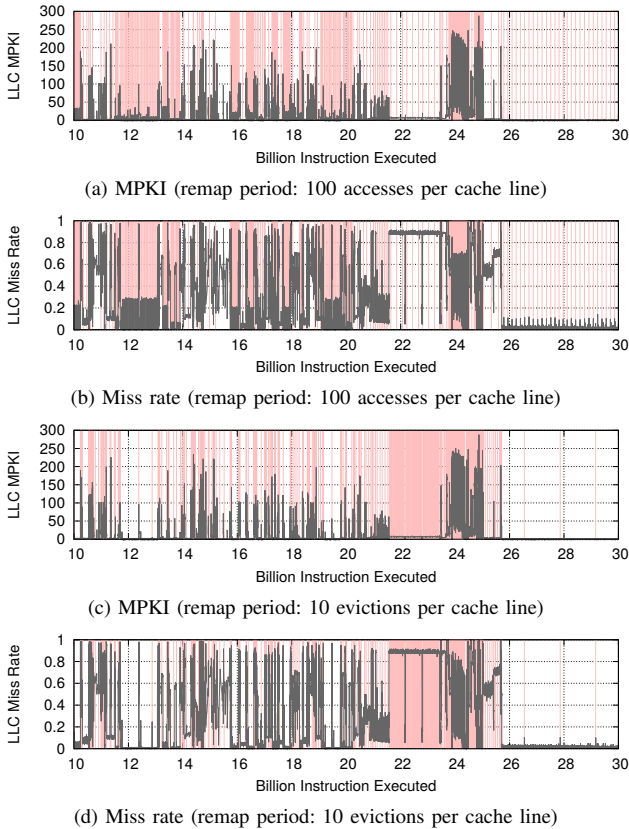 LLC MPKI
300
250
200
150
100
50
0
10 12 14 16 18 20 22 24 26 28 30
Billion Instruction Executed
(a) MPKI (remap period: 100 accesses per cache line)
LLC Miss Rate
1
0.8
0.6
0.4
0.2
0
10 12 14 16 18 20 22 24 26 28 30
Billion Instruction Executed
(b) Miss rate (remap period: 100 accesses per cache line)
LLC MPKI
300
250
200
150
100
50
0
10 12 14 16 18 20 22 24 26 28 30
Billion Instruction Executed
(c) MPKI (remap period: 10 evictions per cache line)
LLC Miss Rate
1
0.8
0.6
0.4
0.2
0
10 12 14 16 18 20 22 24 26 28 30
Billion Instruction Executed
(d) Miss rate (remap period: 10 evictions per cache line)